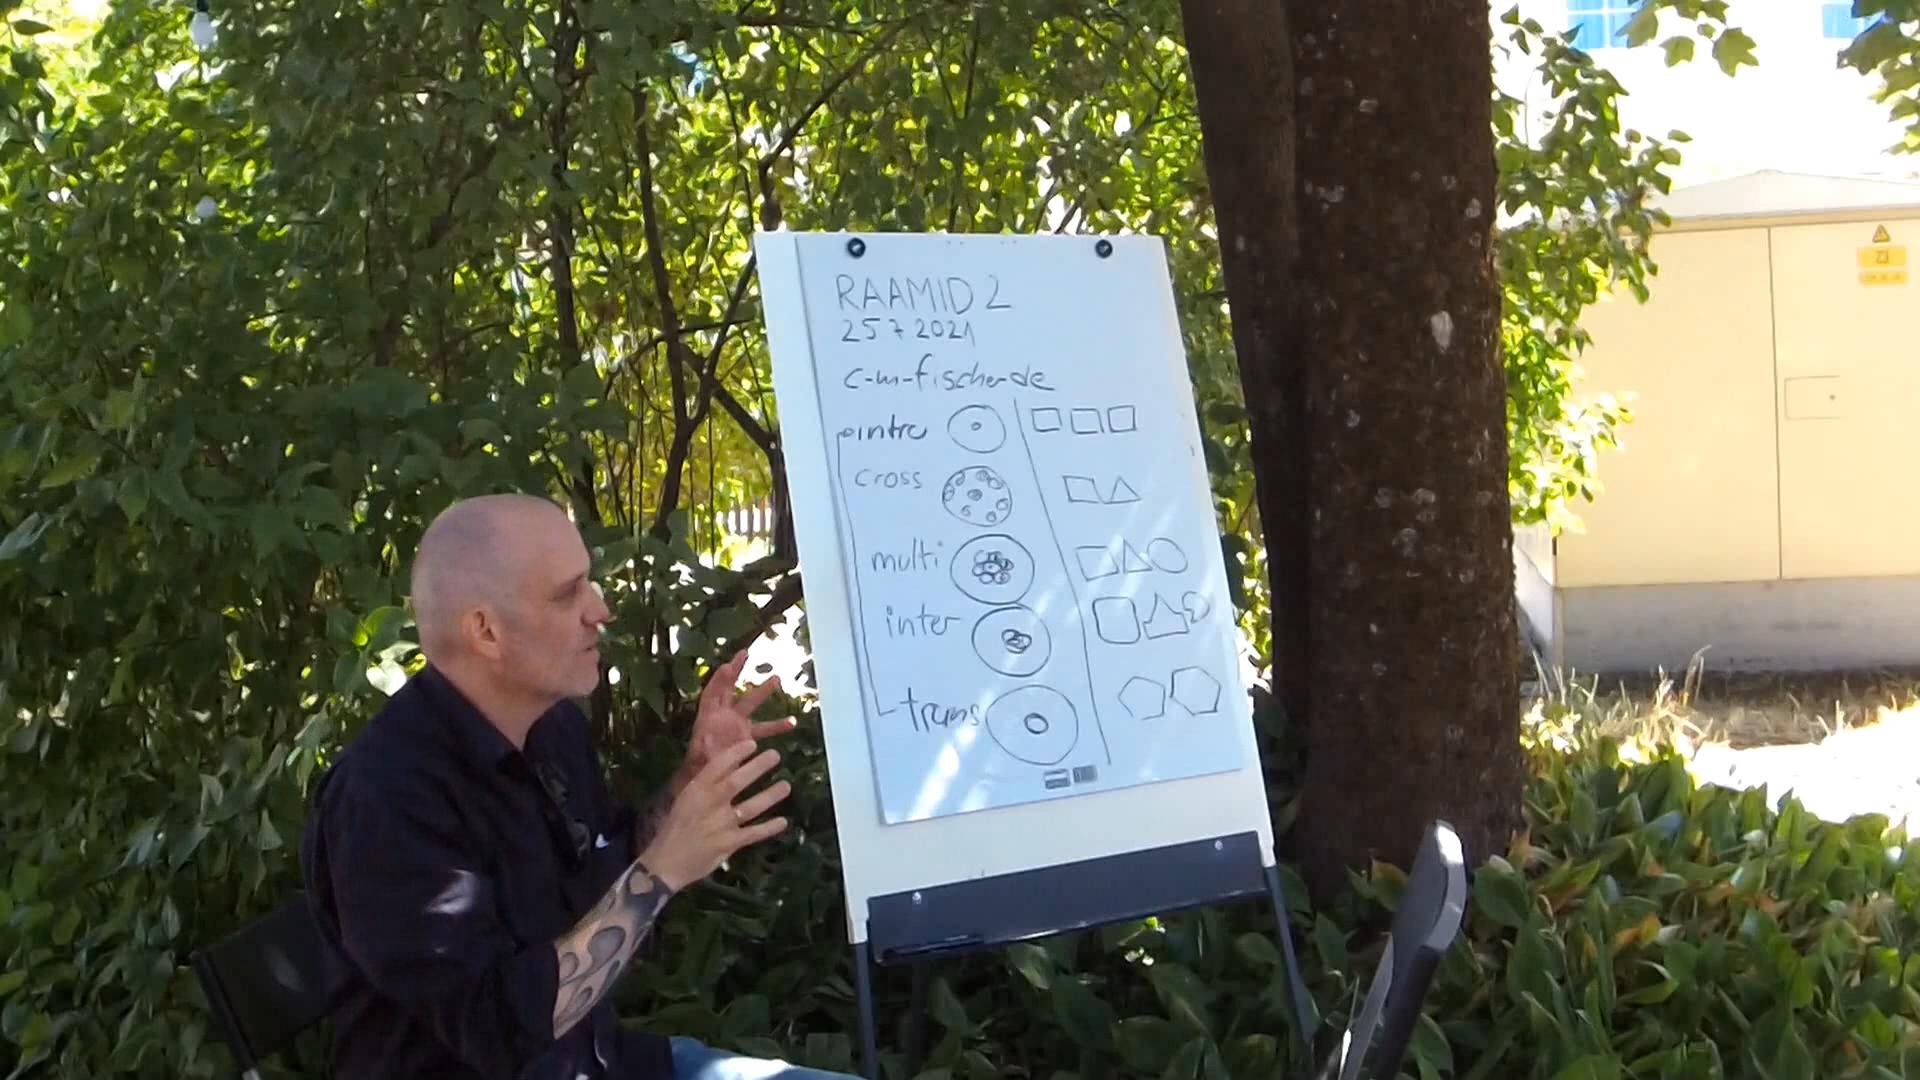 RAAMID 2
25 7 2021
c-m-fischer-de
intra
cross
multi
inter
trans